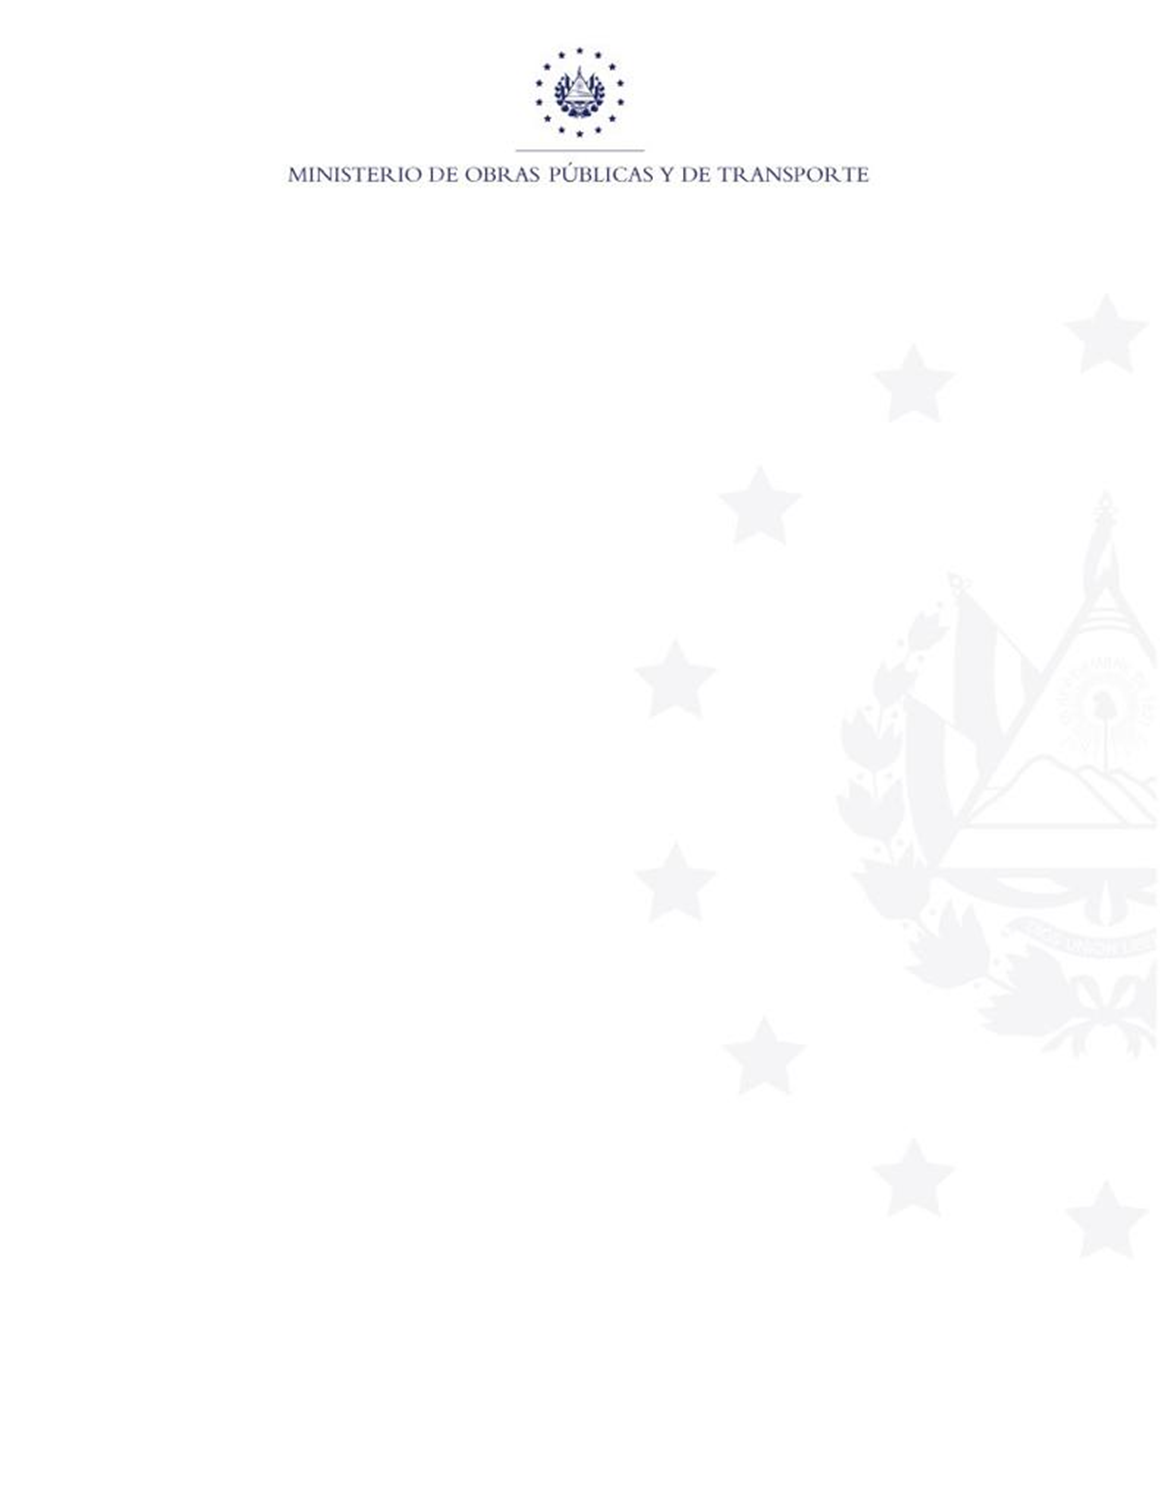 MINISTERIO DE OBRAS PÚBLICAS Y DE TRANSPORTE